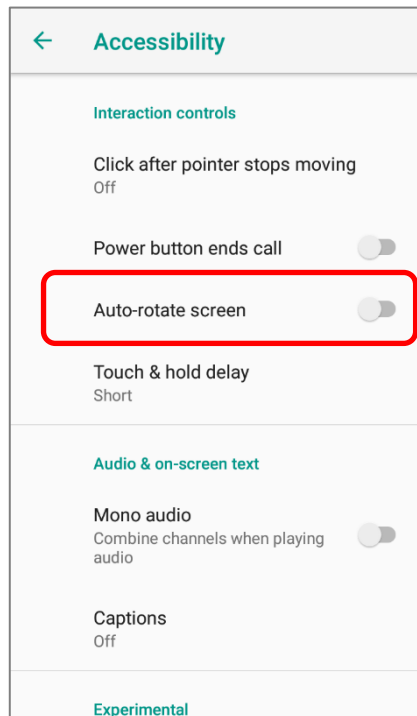 Accessibility
Interaction controls
Click after pointer stops moving
Off
Power button ends call
Auto-rotate screen
Touch & hold delay
Short
Audio & on-screen text
Mono audio
Combine channels when playing
audio
Captions
Off
Experimental